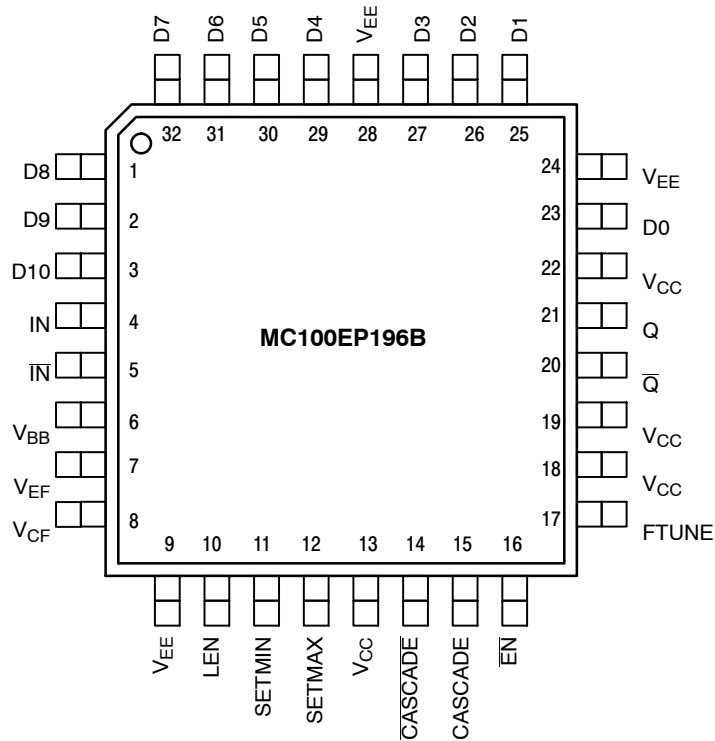 D7 D6 D5 D4 VEE D3 D2 D1
32 31 30 29 28 27 26 25
D8 1 24 VEE
D9 2 23 D0
D10 3 22 VCC
IN 4 21 Q
MC100EP196B
I̅N̅ 5 20 Q̅
VBB 6 19 VCC
VEF 7 18 VCC
VCF 8 17 FTUNE
9 10 11 12 13 14 15 16
VEE LEN SETMIN SETMAX VCC C̅A̅S̅C̅A̅D̅E̅ CASCADE E̅N̅